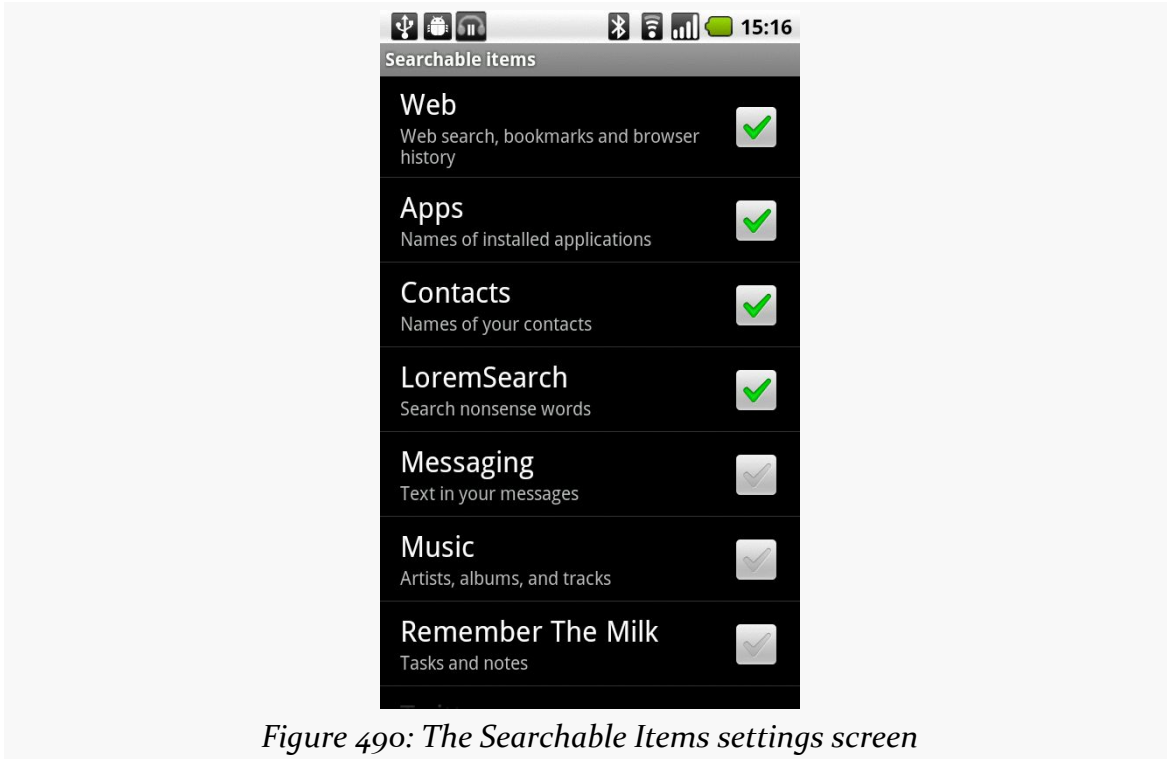 15:16
Searchable items
Web
Web search, bookmarks and browser
history
Apps
Names of installed applications
Contacts
Names of your contacts
LoremSearch
Search nonsense words
Messaging
Text in your messages
Music
Artists, albums, and tracks
Remember The Milk
Tasks and notes
Figure 490: The Searchable Items settings screen